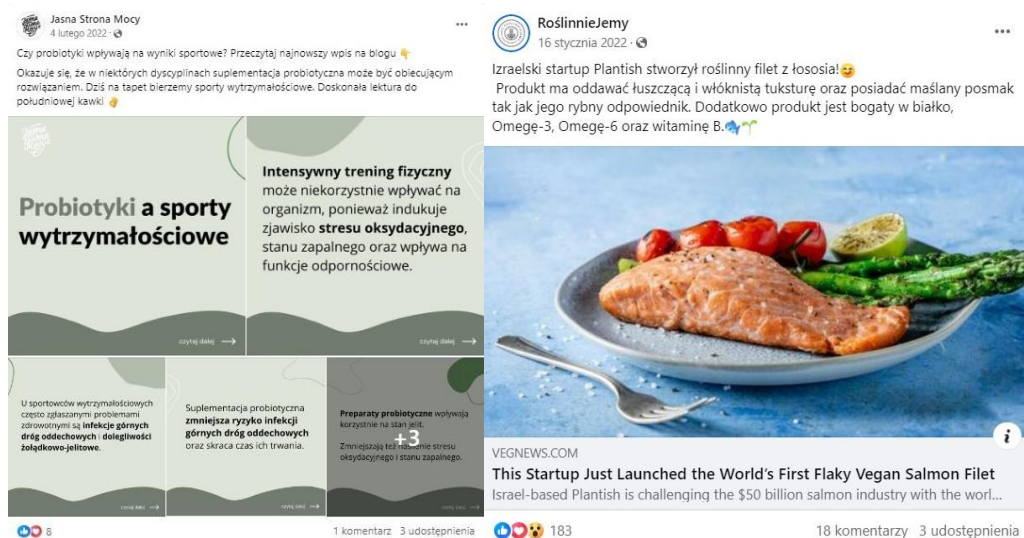 Jasna Strona Mocy
4 lutego 2022 ·
Czy probiotyki wpływają na wyniki sportowe? Przeczytaj najnowszy wpis na blogu
Okazuje się, że w niektórych dyscyplinach suplementacja probiotyczna może być obiecującym
rozwiązaniem. Dziś na tapet bierzemy sporty wytrzymałościowe. Doskonała lektura do
południowej kawki
Probiotyki a sporty
wytrzymałościowe
czytaj dalej
Intensywny trening fizyczny
może niekorzystnie wpływać na
organizm, ponieważ indukuje
zjawisko stresu oksydacyjnego,
stanu zapalnego oraz wpływa na
funkcje odpornościowe.
czytaj dalej
U sportowców wytrzymałościowych
często zgłaszanymi problemami
zdrowotnymi są infekcje górnych
dróg oddechowych i dolegliwości
żołądkowo-jelitowe.
czytaj dalej
Suplementacja probiotyczna
zmniejsza ryzyko infekcji
górnych dróg oddechowych
oraz skraca czas ich trwania.
czytaj dalej
Preparaty probiotyczne wpływają
korzystnie na stan jelit.
+3
Zmniejszają też stresu
oksydacyjnego i stanu zapalnego.
czytaj dalej
8
1 komentarz 3 udostępnienia
RoślinnieJemy
16 stycznia 2022 ·
Izraelski startup Plantish stworzył roślinny filet z łososia!
Produkt ma oddawać łuszczącą i włóknistą tuksturę oraz posiadać maślany posmak
tak jak jego rybny odpowiednik. Dodatkowo produkt jest bogaty w białko,
Omegę-3, Omegę-6 oraz witaminę B.
VEGNEWS.COM
This Startup Just Launched the World's First Flaky Vegan Salmon Filet
Israel-based Plantish is challenging the $50 billion salmon industry with the worl...
183
18 komentarzy 3 udostępnienia